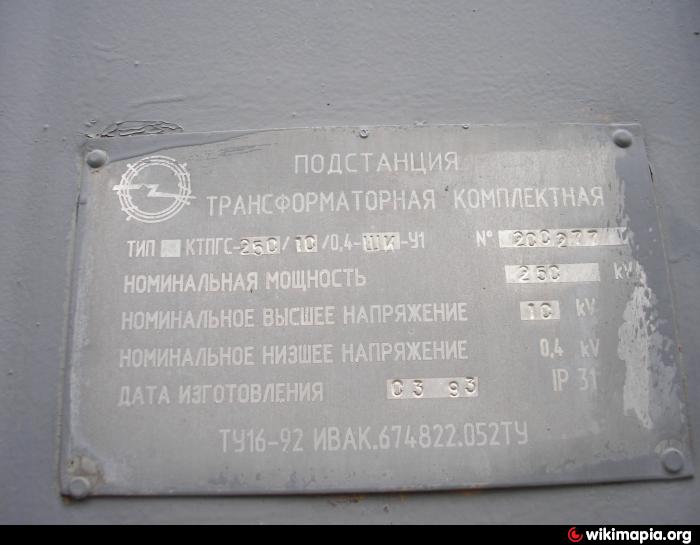 ПОДСТАНЦИЯ
ТРАНСФОРМАТОРНАЯ КОМПЛЕКТНАЯ
ТИП КТПГС-250/10/0,4-ШИ-У1 № 200277
НОМИНАЛЬНАЯ МОЩНОСТЬ 250
НОМИНАЛЬНОЕ ВЫСШЕЕ НАПРЯЖЕНИЕ 10 kV
НОМИНАЛЬНОЕ НИЗШЕЕ НАПРЯЖЕНИЕ 0,4 kV
ДАТА ИЗГОТОВЛЕНИЯ 03 93 IP 31
ТУ16-92 ИВАК.674822.052ТУ
wikimapia.org